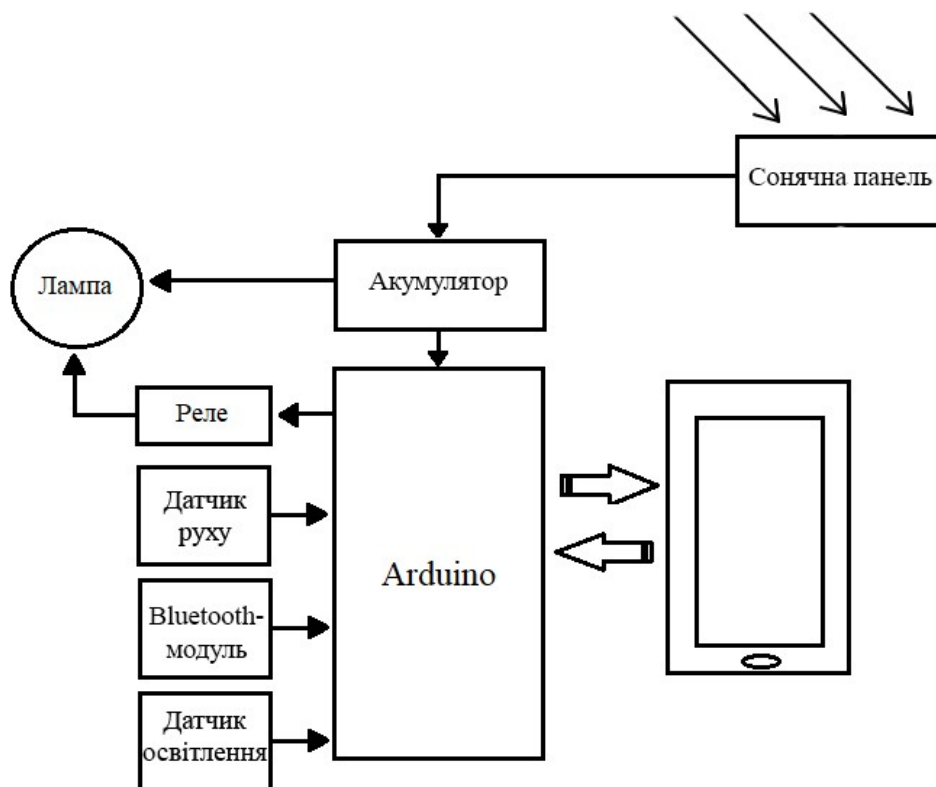 Сонячна панель
Лампа
Акумулятор
Реле
Датчик
руху
Arduino
Bluetooth-
модуль
Датчик
освітлення